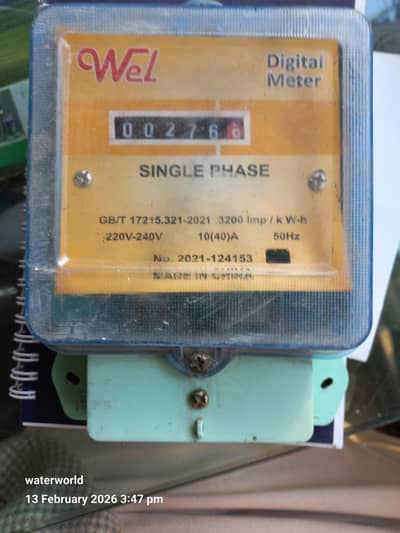 Wel
Digital
Meter
002760
SINGLE PHASE
GB/T 17215.321-2021 3200 Imp / k W-h
220V-240V 10(40)A 50Hz
No. 2021-124153
MADE IN CHINA
waterworld
13 February 2026 3:47 pm